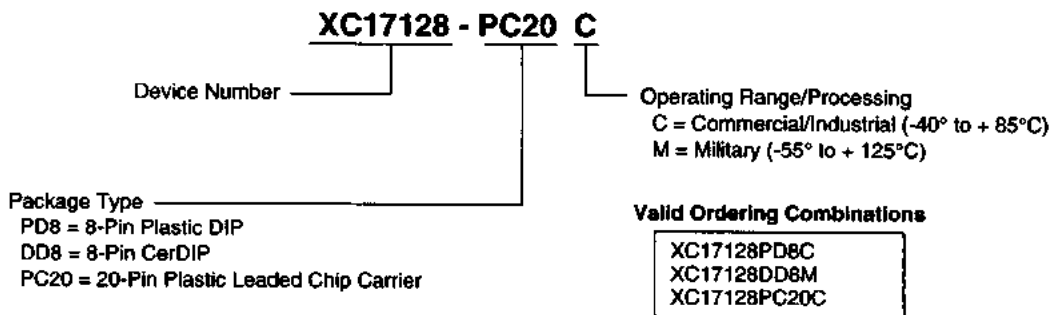 XC17128 - PC20 C
Device Number
Operating Range/Processing
C = Commercial/Industrial (-40° to + 85°C)
M = Military (-55° to + 125°C)
Package Type
PD8 = 8-Pin Plastic DIP
DD8 = 8-Pin CerDIP
PC20 = 20-Pin Plastic Leaded Chip Carrier
Valid Ordering Combinations
XC17128PD8C
XC17128DD8M
XC17128PC20C